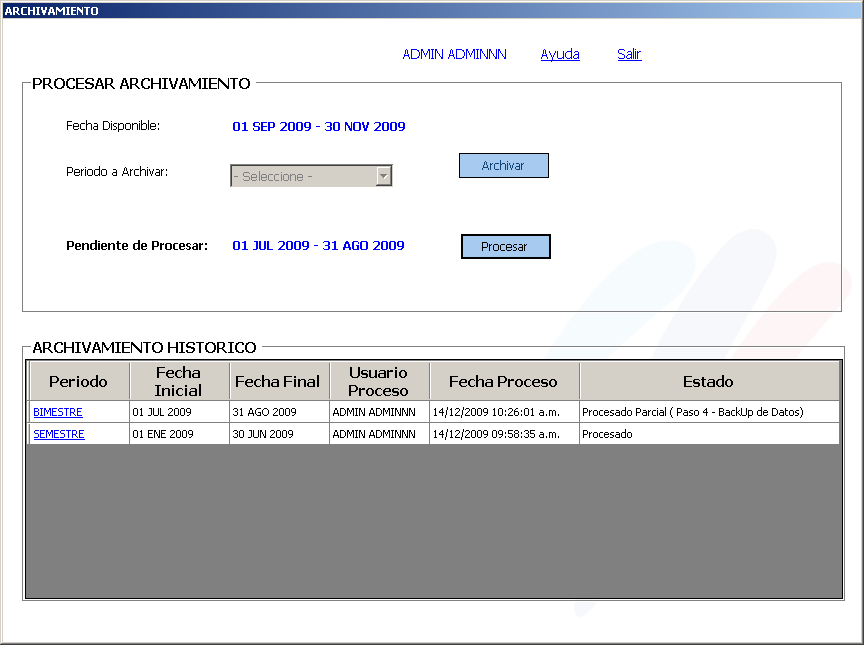 ARCHIVAMIENTO
ADMIN ADMINNN Ayuda Salir
PROCESAR ARCHIVAMIENTO
Fecha Disponible: 01 SEP 2009 - 30 NOV 2009
Periodo a Archivar: - Seleccione - Archivar
Pendiente de Procesar: 01 JUL 2009 - 31 AGO 2009 Procesar
ARCHIVAMIENTO HISTORICO
Periodo Fecha Inicial Fecha Final Usuario Proceso Fecha Proceso Estado
BIMESTRE 01 JUL 2009 31 AGO 2009 ADMIN ADMINNN 14/12/2009 10:26:01 a.m. Procesado Parcial ( Paso 4 - BackUp de Datos)
SEMESTRE 01 ENE 2009 30 JUN 2009 ADMIN ADMINNN 14/12/2009 09:58:35 a.m. Procesado